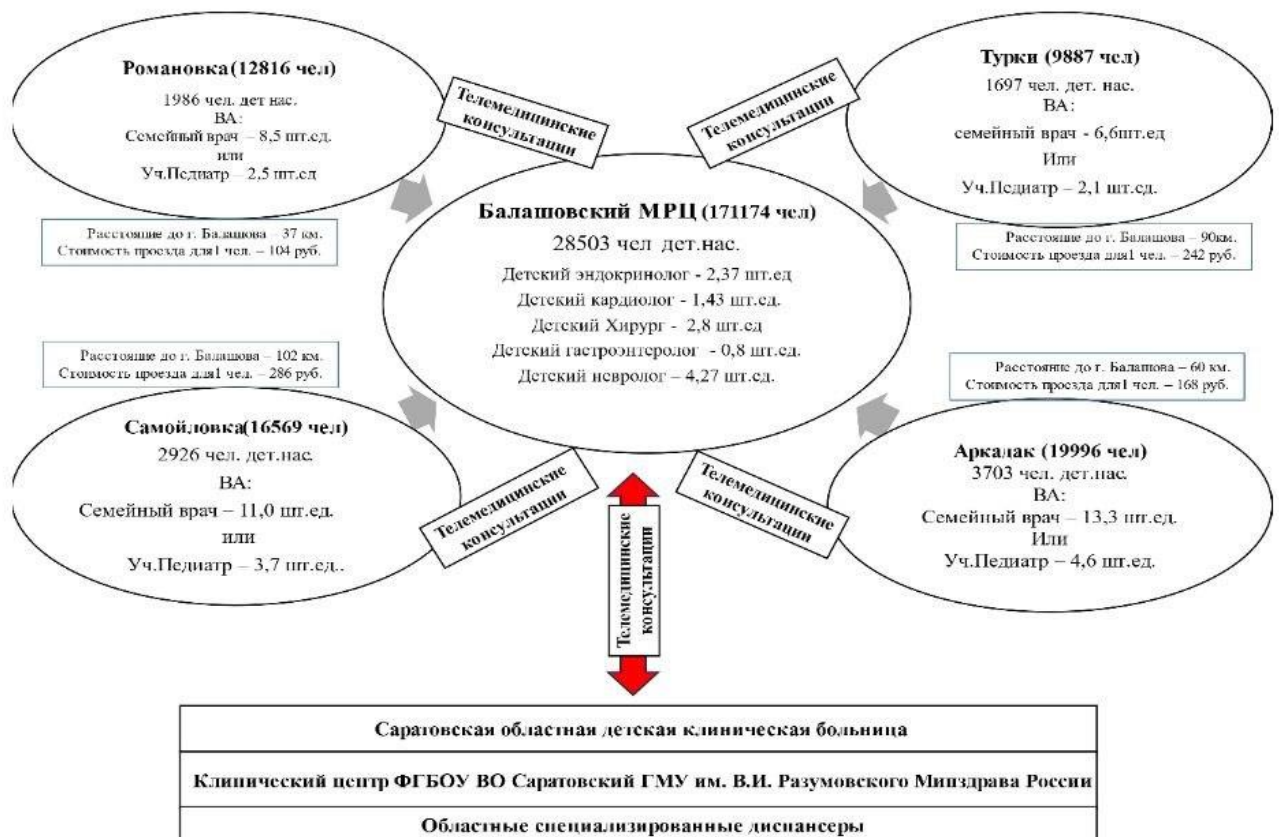 Романовка (12816 чел)
1986 чел. дет нас.
ВА:
Семейный врач – 8,5 шт.ед.
или
Уч.Педиатр – 2,5 шт.ед
Телемедицинские
консультации
Телемедицинские
консультации
Турки (9887 чел)
1697 чел. дет. нас.
ВА:
семейный врач - 6,6шт.ед
Или
Уч.Педиатр – 2,1 шт.ед.
Расстояние до г. Балашова – 37 км.
Стоимость проезда для1 чел. – 104 руб.
Балашовский МРЦ (171174 чел)
28503 чел дет.нас.
Детский эндокринолог - 2,37 шт.ед
Детский кардиолог - 1,43 шт.ед.
Детский Хирург - 2,8 шт.ед
Детский гастроэнтеролог - 0,8 шт.ед.
Детский невролог – 4,27 шт.ед.
Расстояние до г. Балашова – 90км.
Стоимость проезда для1 чел. – 242 руб.
Расстояние до г. Балашова – 102 км.
Стоимость проезда для1 чел. – 286 руб.
Расстояние до г. Балашова – 60 км.
Стоимость проезда для1 чел. – 168 руб.
Самойловка(16569 чел)
2926 чел. дет.нас.
ВА:
Семейный врач – 11,0 шт.ед.
или
Уч.Педиатр – 3,7 шт.ед..
Телемедицинские
консультации
Телемедицинские
консультации
Телемедицинские
консультации
Аркадак (19996 чел)
3703 чел. дет.нас.
ВА:
Семейный врач – 13,3 шт.ед.
Или
Уч.Педиатр – 4,6 шт.ед.
Саратовская областная детская клиническая больница
Клинический центр ФГБОУ ВО Саратовский ГМУ им. В.И. Разумовского Минздрава России
Областные специализированные диспансеры